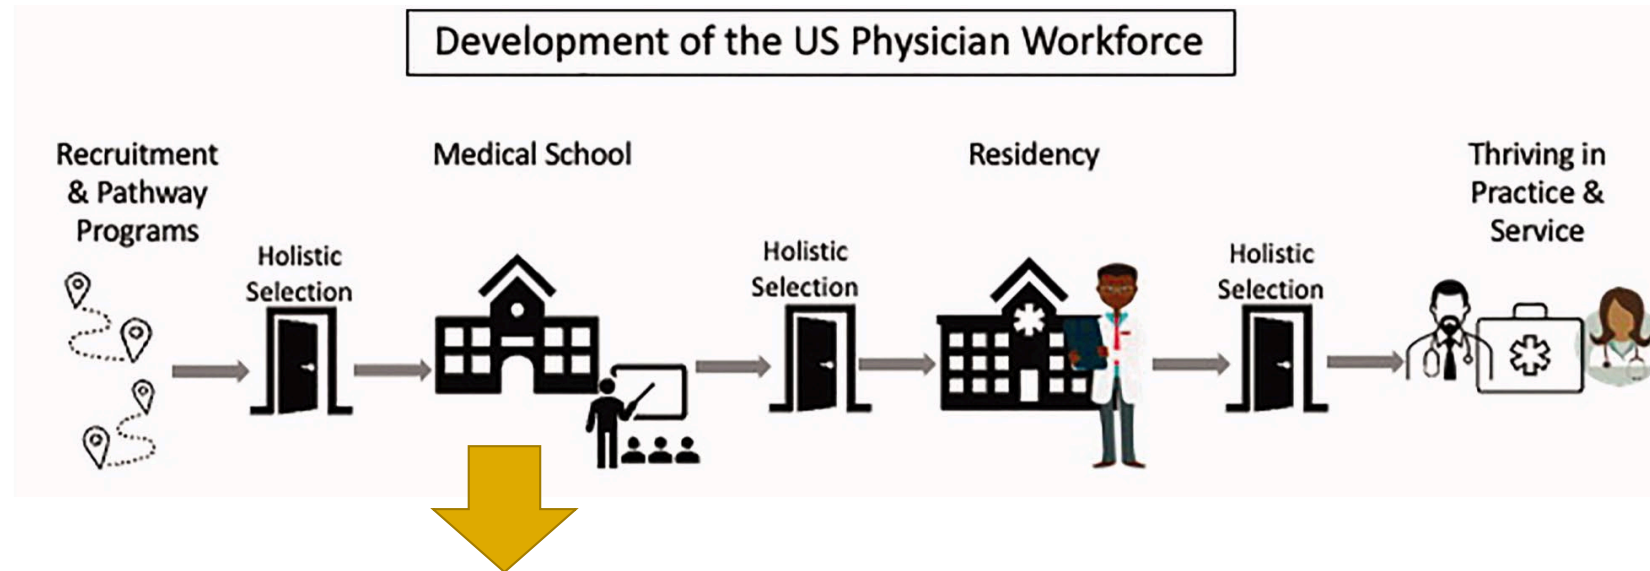 Development of the US Physician Workforce
Recruitment
& Pathway
Programs
Holistic
Selection
Medical School
Holistic
Selection
Residency
Holistic
Selection
Thriving in
Practice &
Service